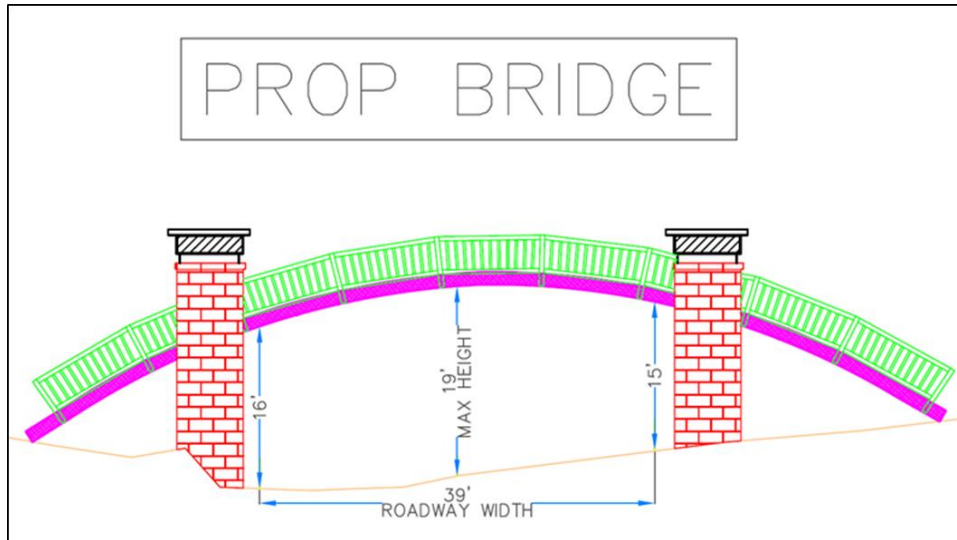 PROP BRIDGE
16'
19'
MAX HEIGHT
15'
39'
ROADWAY WIDTH